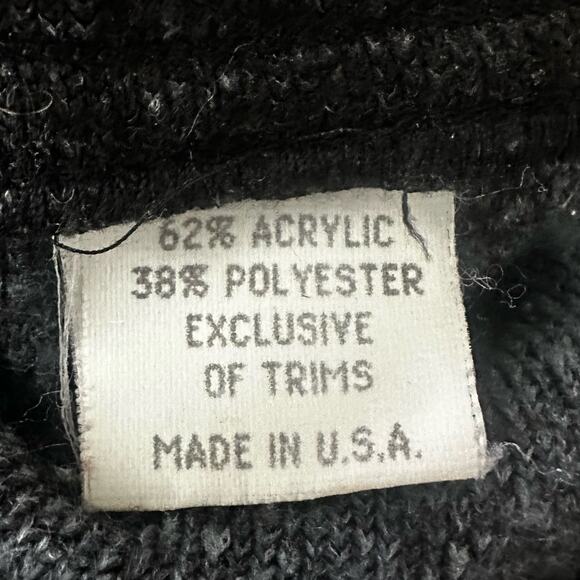 62% ACRYLIC
38% POLYESTER
EXCLUSIVE
OF TRIMS
MADE IN U.S.A.